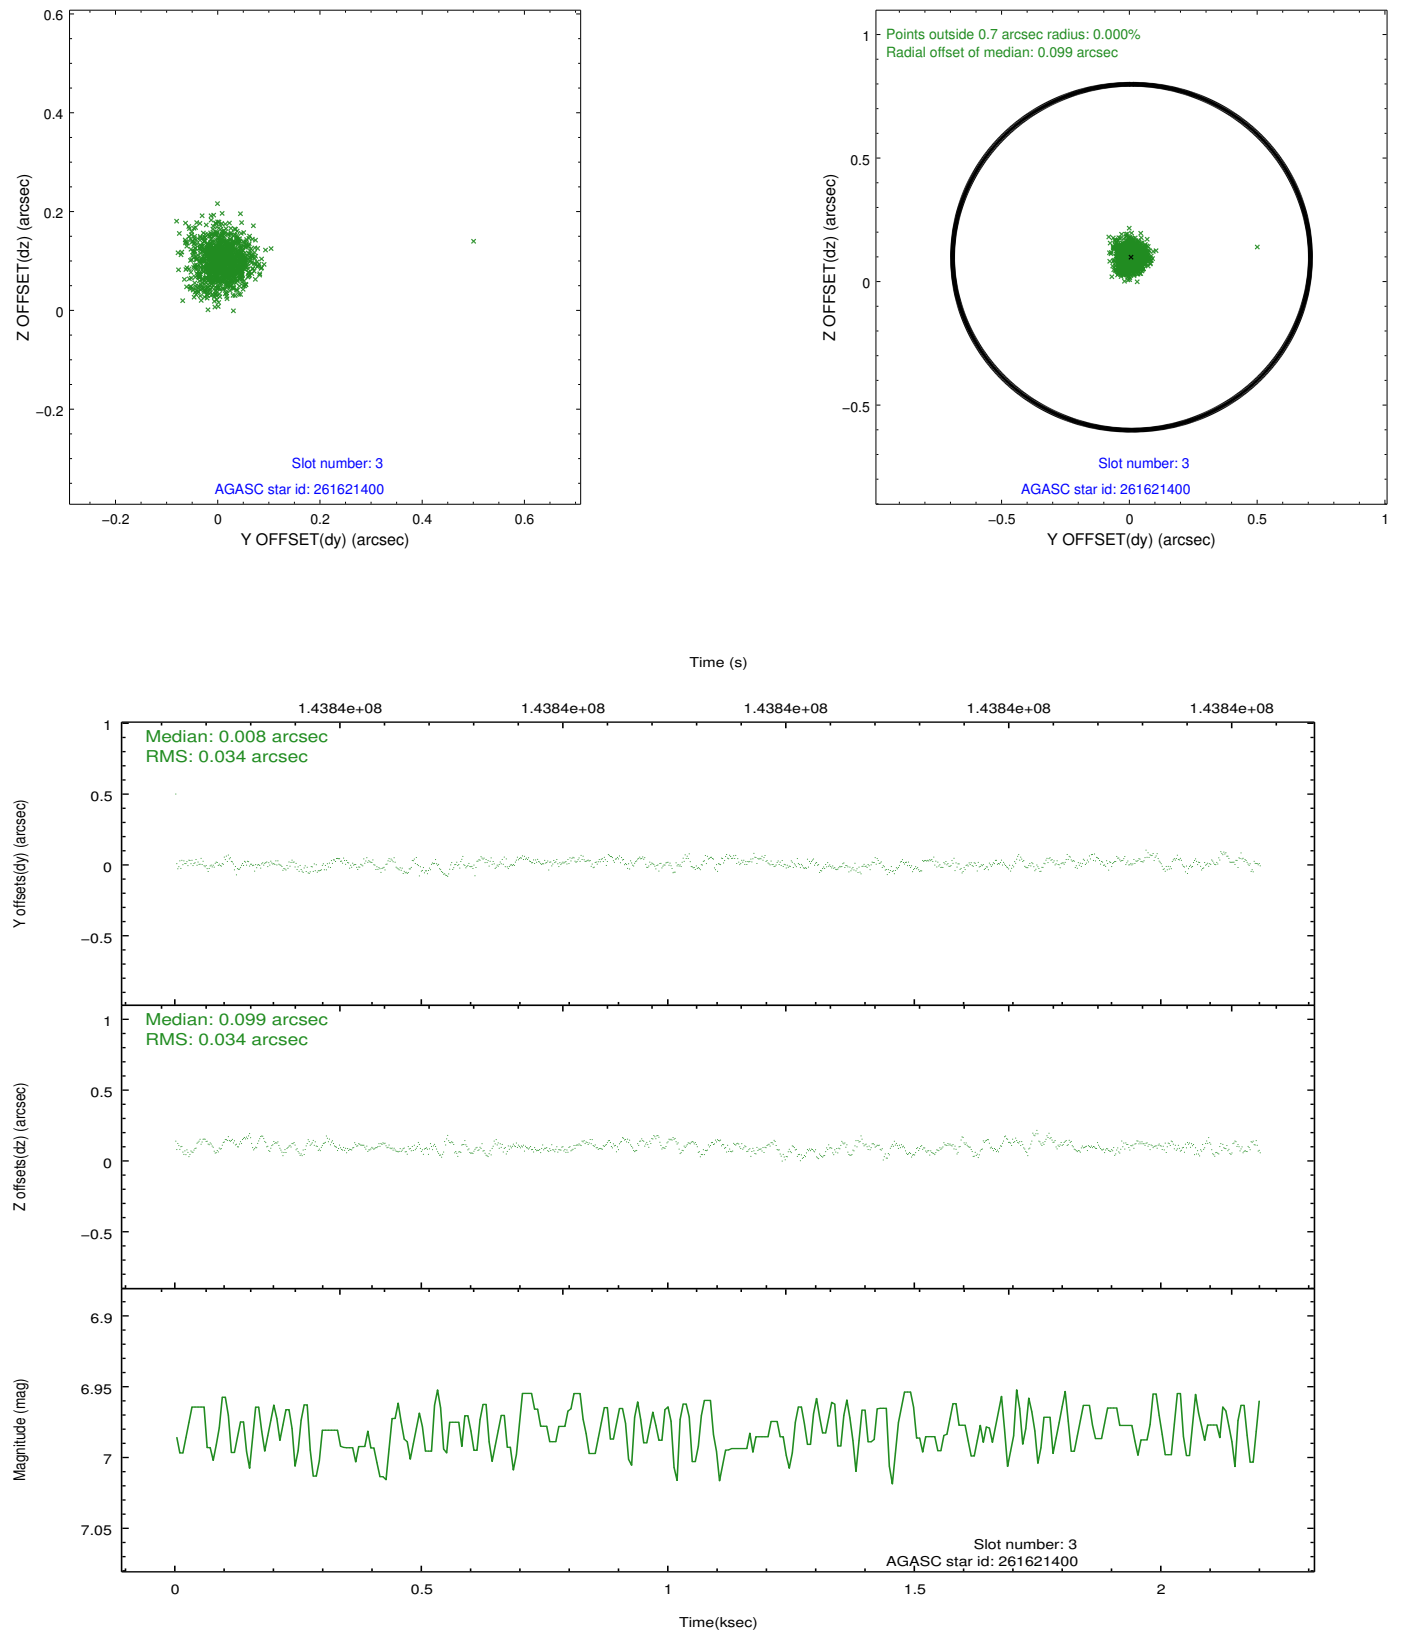 0.6
0.4
0.2
0
−0.2
Z OFFSET(dz) (arcsec)
Slot number: 3
AGASC star id: 261621400
−0.2 0 0.2 0.4 0.6
Y OFFSET(dy) (arcsec)
Points outside 0.7 arcsec radius: 0.000%
Radial offset of median: 0.099 arcsec
1
0.5
0
−0.5
Z OFFSET(dz) (arcsec)
Slot number: 3
AGASC star id: 261621400
−0.5 0 0.5 1
Y OFFSET(dy) (arcsec)
Time (s)
1.4384e+08 1.4384e+08 1.4384e+08 1.4384e+08 1.4384e+08
Median: 0.008 arcsec
RMS: 0.034 arcsec
1
0.5
0
−0.5
Y offsets(dy) (arcsec)
Median: 0.099 arcsec
RMS: 0.034 arcsec
1
0.5
0
−0.5
Z offsets(dz) (arcsec)
6.9
6.95
7
7.05
Magnitude (mag)
Slot number: 3
AGASC star id: 261621400
0 0.5 1 1.5 2
Time(ksec)